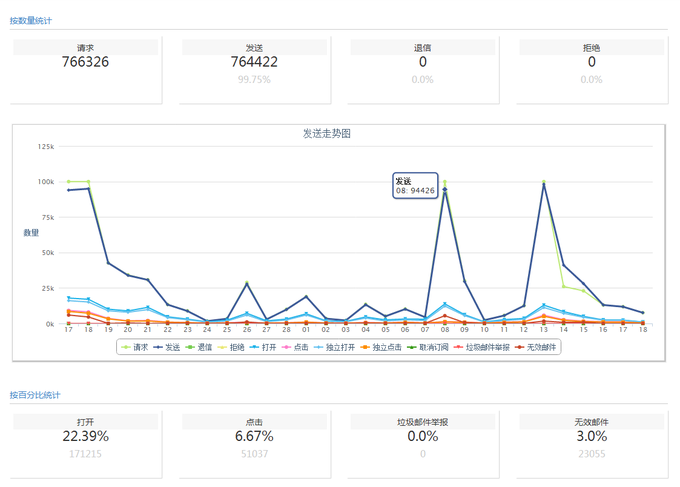 按数量统计
请求 发送 退信 拒绝
766326 764422 0 0
99.75% 0.0% 0.0%
发送走势图
125k
100k
75k
50k
25k
0k
数量
发送
08: 94426
17 18 19 20 21 22 23 24 25 26 27 28 29 01 02 03 04 05 06 07 08 09 10 11 12 13 14 15 16 17 18
请求 发送 退信 拒绝 打开 点击 独立打开 独立点击 取消订阅 垃圾邮件举报 无效邮件
按百分比统计
打开 点击 垃圾邮件举报 无效邮件
22.39% 6.67% 0.0% 3.0%
171215 51037 0 23055